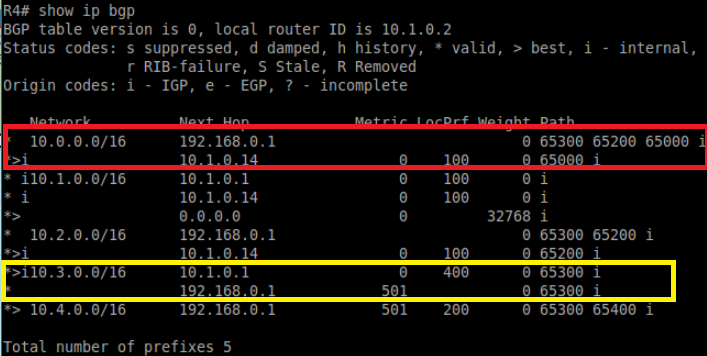 R4# show ip bgp
BGP table version is 0, local router ID is 10.1.0.2
Status codes: s suppressed, d damped, h history, * valid, > best, i - internal,
              r RIB-failure, S Stale, R Removed
Origin codes: i - IGP, e - EGP, ? - incomplete

   Network          Next Hop            Metric LocPrf Weight Path
*  10.0.0.0/16      192.168.0.1                            0 65300 65200 65000 i
*>i                 10.1.0.14                0    100      0 65000 i
* i10.1.0.0/16      10.1.0.1                 0    100      0 i
* i                 10.1.0.14                0    100      0 i
*>                  0.0.0.0                  0         32768 i
*  10.2.0.0/16      192.168.0.1                            0 65300 65200 i
*>i                 10.1.0.14                0    100      0 65200 i
*>i10.3.0.0/16      10.1.0.1                 0    400      0 65300 i
*                   192.168.0.1            501             0 65300 i
*> 10.4.0.0/16      192.168.0.1            501    200      0 65300 65400 i

Total number of prefixes 5